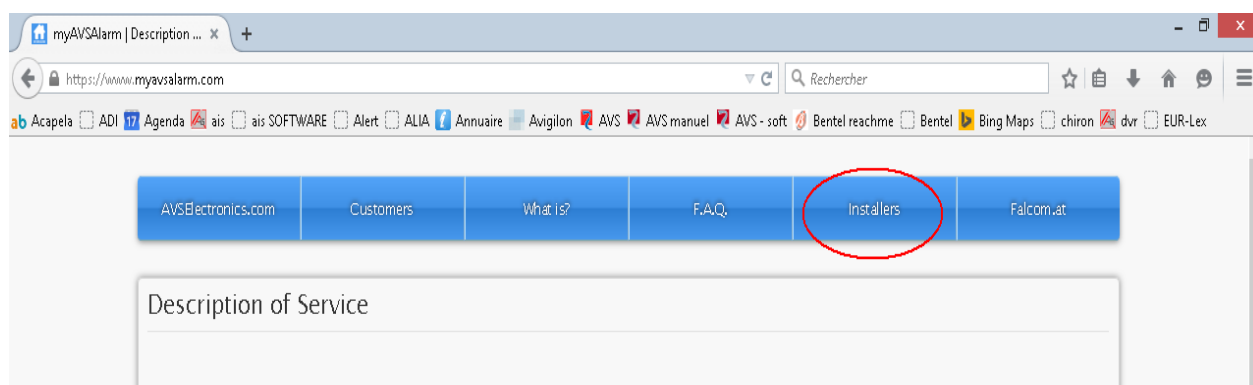 myAVSAlarm | Description ...
https://www.myavsalarm.com Rechercher
Acapela ADI 17 Agenda ais ais SOFTWARE Alert ALIA Annuaire Avigilon AVS AVS manuel AVS - soft Bentel reachme Bentel Bing Maps chiron dvr EUR-Lex
AVSElectronics.com Customers What is? F.A.Q. Installers Falcom.at
Description of Service